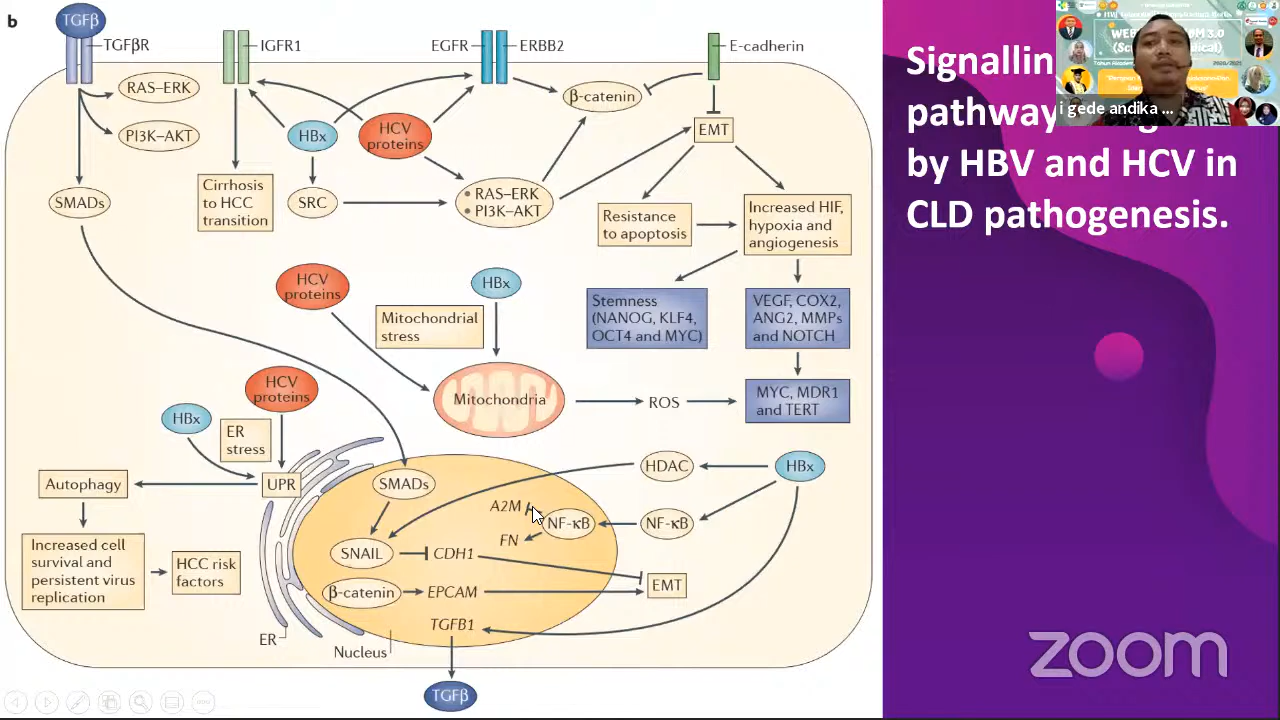 b
TGFβ
TGFβR
IGFR1
EGFR
ERBB2
E-cadherin
RAS–ERK
PI3K–AKT
SMADs
Cirrhosis
to HCC
transition
HBx
HCV
proteins
SRC
• RAS–ERK
• PI3K–AKT
β-catenin
EMT
Resistance
to apoptosis
Increased HIF,
hypoxia and
angiogenesis
Stemness
(NANOG, KLF4,
OCT4 and MYC)
VEGF, COX2,
ANG2, MMPs
and NOTCH
MYC, MDR1
and TERT
HCV
proteins
Mitochondrial
stress
HBx
Mitochondria
ROS
HCV
proteins
HBx
ER
stress
UPR
Autophagy
Increased cell
survival and
persistent virus
replication
HCC risk
factors
SMADs
A2M
NF-κB
FN
NF-κB
HDAC
HBx
SNAIL
CDH1
β-catenin
EPCAM
EMT
TGFB1
ER
Nucleus
TGFβ
by HBV and HCV in
CLD pathogenesis.
i gede andika ...
zoom